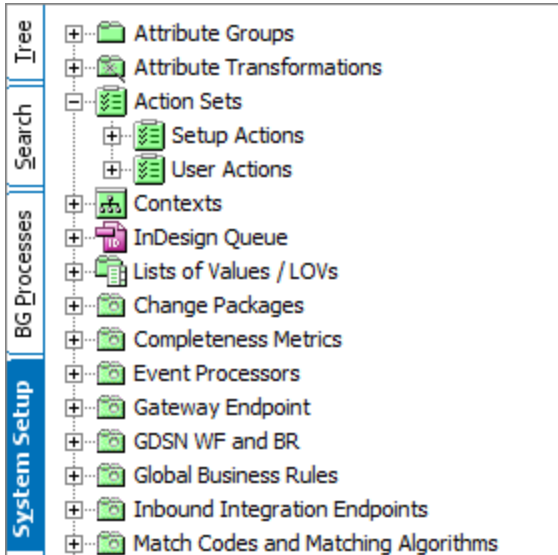 Tree
Search
BG Processes
System Setup
Attribute Groups
Attribute Transformations
Action Sets
Setup Actions
User Actions
Contexts
InDesign Queue
Lists of Values / LOVs
Change Packages
Completeness Metrics
Event Processors
Gateway Endpoint
GDSN WF and BR
Global Business Rules
Inbound Integration Endpoints
Match Codes and Matching Algorithms